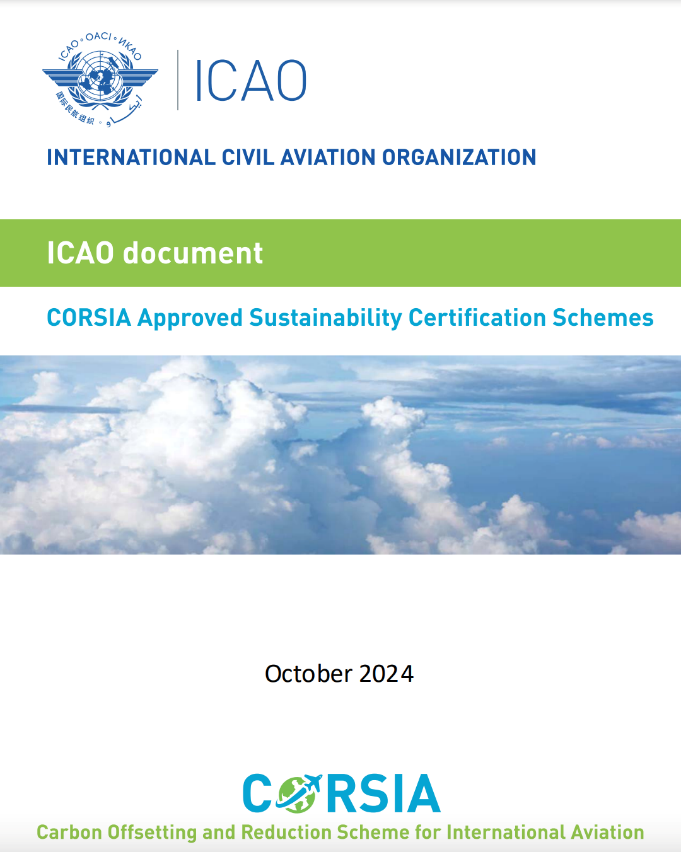 ICAO · OACI · ИКАО
国际民航组织 · إيكاو
ICAO
INTERNATIONAL CIVIL AVIATION ORGANIZATION
ICAO document
CORSIA Approved Sustainability Certification Schemes
October 2024
CORSIA
Carbon Offsetting and Reduction Scheme for International Aviation